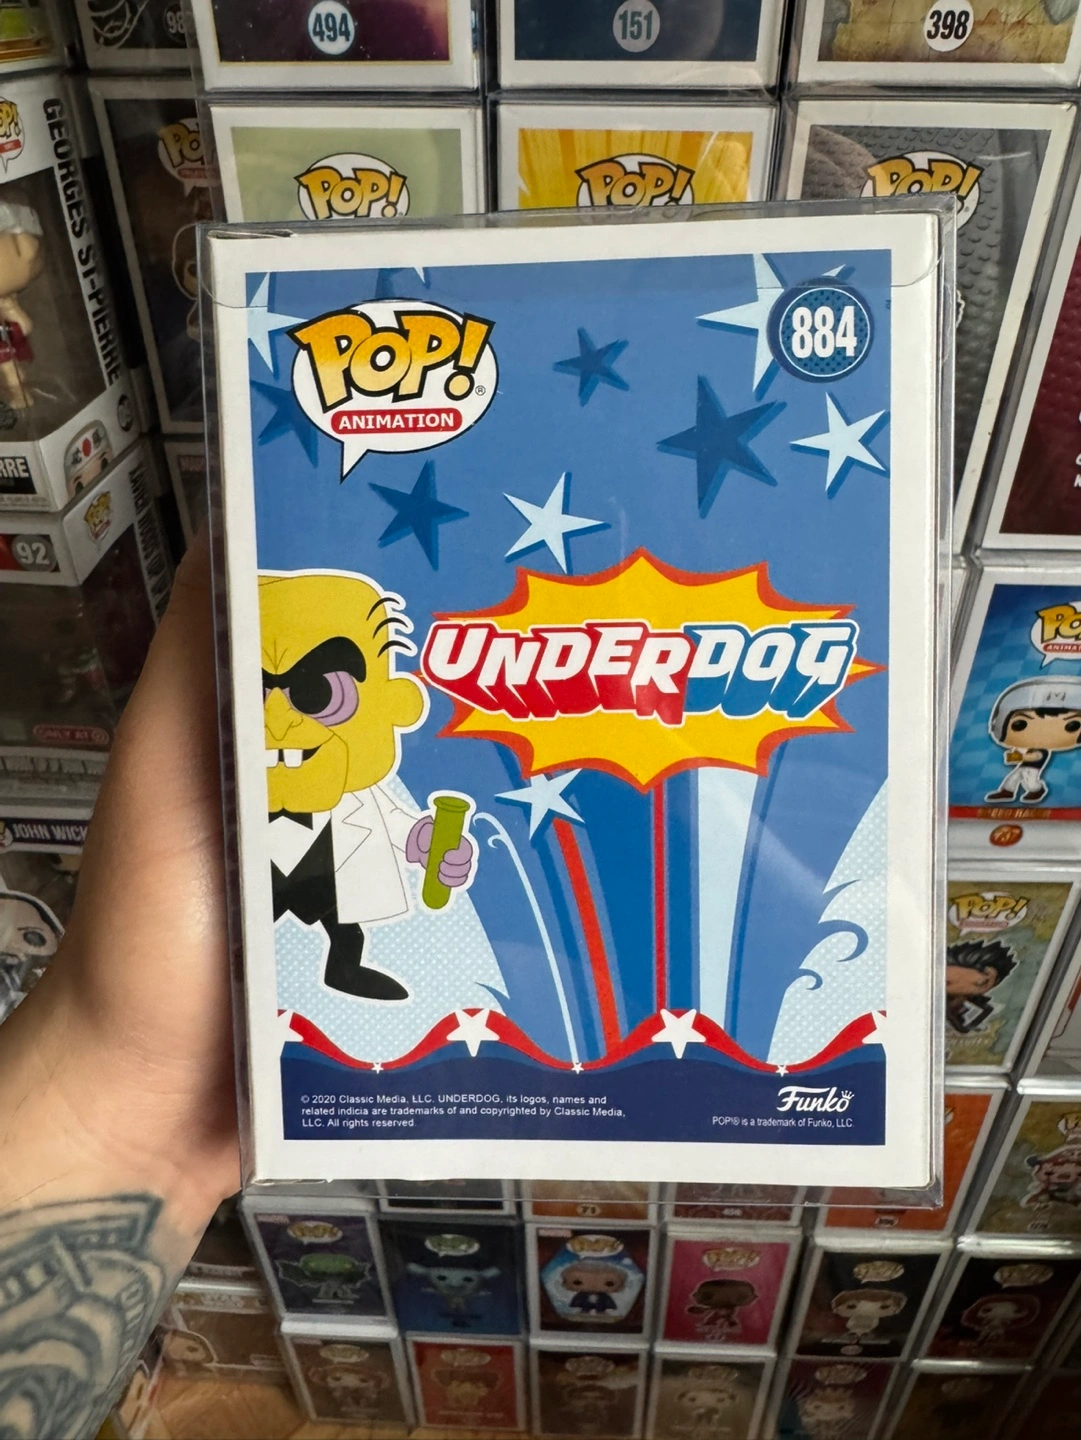 494
151
398
POP!
POP!
POP!
GEORGES ST-PIERRE
POP!
ANIMATION
®
884
UNDERDOG
92
JOHN WICK
© 2020 Classic Media, LLC. UNDERDOG, its logos, names and
related indicia are trademarks of and copyrighted by Classic Media,
LLC. All rights reserved.
Funko
POP!® is a trademark of Funko, LLC.
POP!